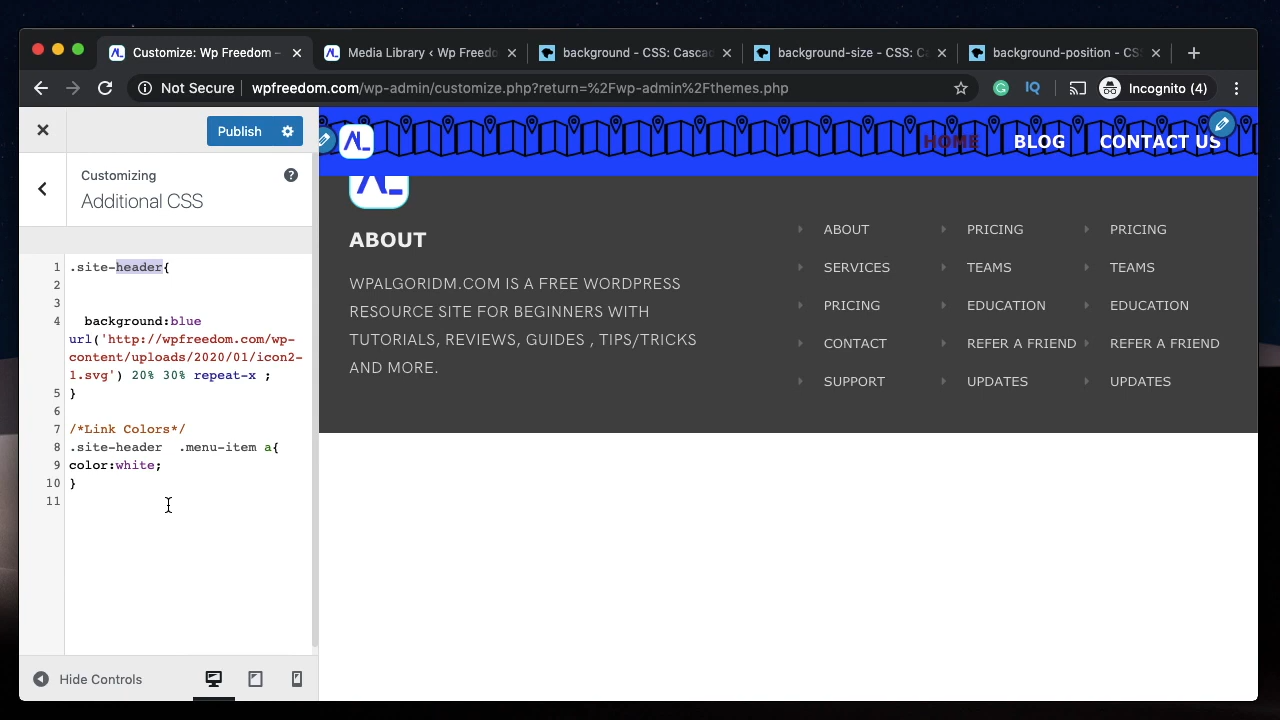 Customize: Wp Freedom –
Media Library ‹ Wp Freedo
background - CSS: Cascad
background-size - CSS: Ca
background-position - CS
Not Secure
wpfreedom.com/wp-admin/customize.php?return=%2Fwp-admin%2Fthemes.php
IQ
Incognito (4)
Publish
Customizing
Additional CSS
HOME BLOG CONTACT US
1 .site-header{
2
3
4 background:blue
url('http://wpfreedom.com/wp-
content/uploads/2020/01/icon2-
1.svg') 20% 30% repeat-x ;
5 }
6
7 /*Link Colors*/
8 .site-header .menu-item a{
9 color:white;
10 }
11
ABOUT
WPALGORIDM.COM IS A FREE WORDPRESS
RESOURCE SITE FOR BEGINNERS WITH
TUTORIALS, REVIEWS, GUIDES , TIPS/TRICKS
AND MORE.
ABOUT
SERVICES
PRICING
CONTACT
SUPPORT
PRICING
TEAMS
EDUCATION
REFER A FRIEND
UPDATES
PRICING
TEAMS
EDUCATION
REFER A FRIEND
UPDATES
Hide Controls